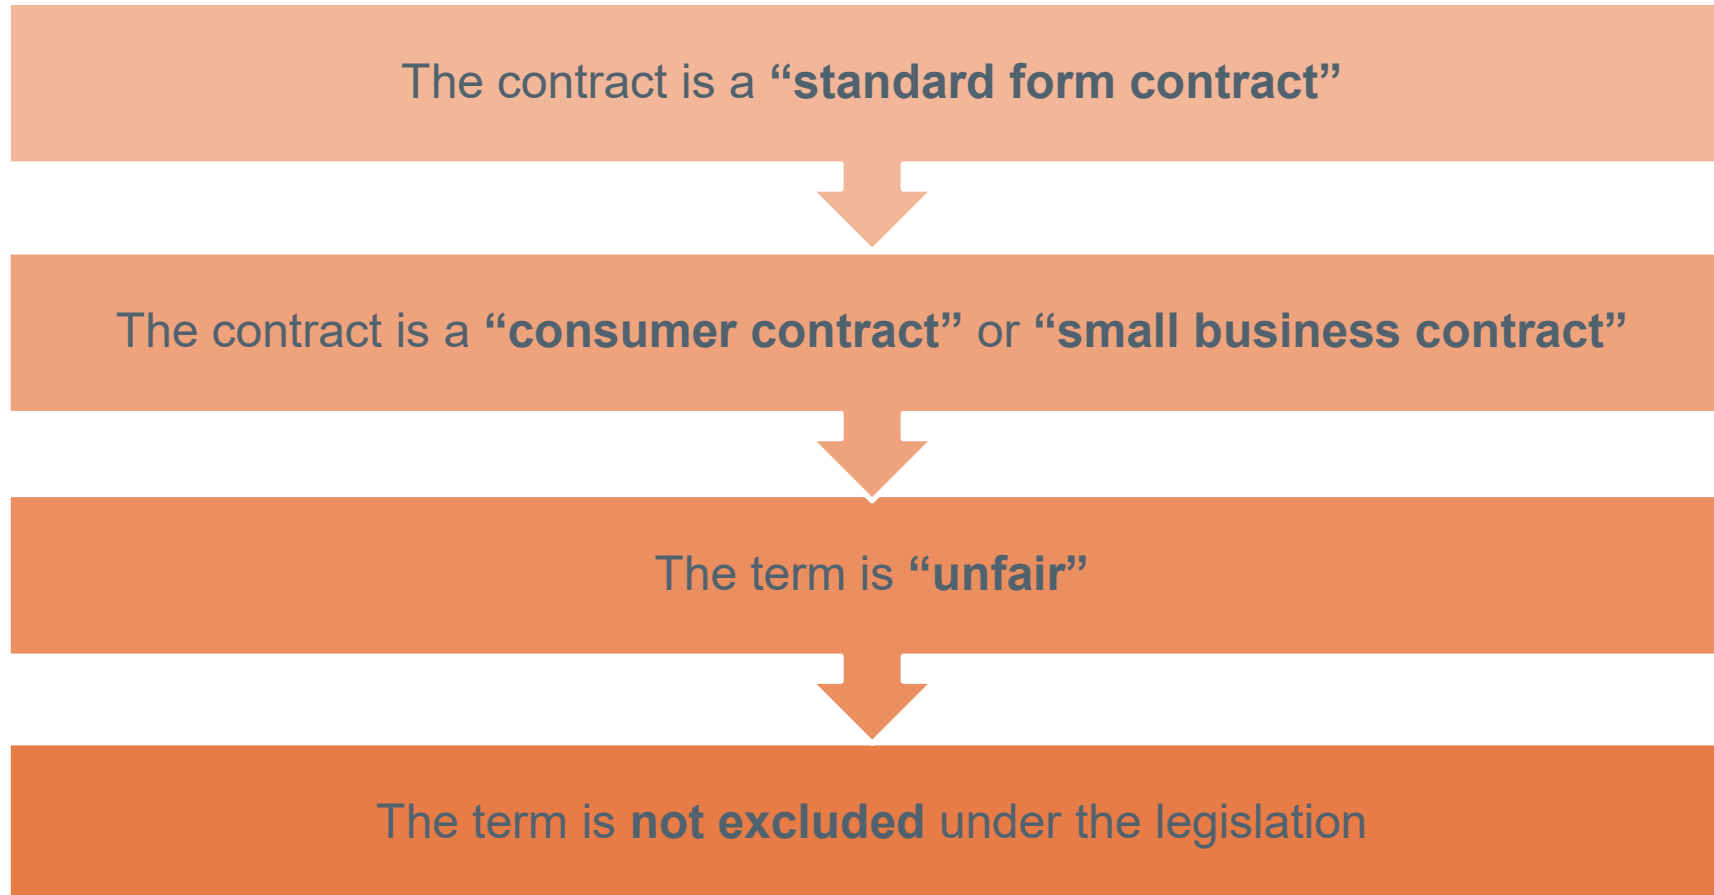 The contract is a “standard form contract”
The contract is a “consumer contract” or “small business contract”
The term is “unfair”
The term is not excluded under the legislation